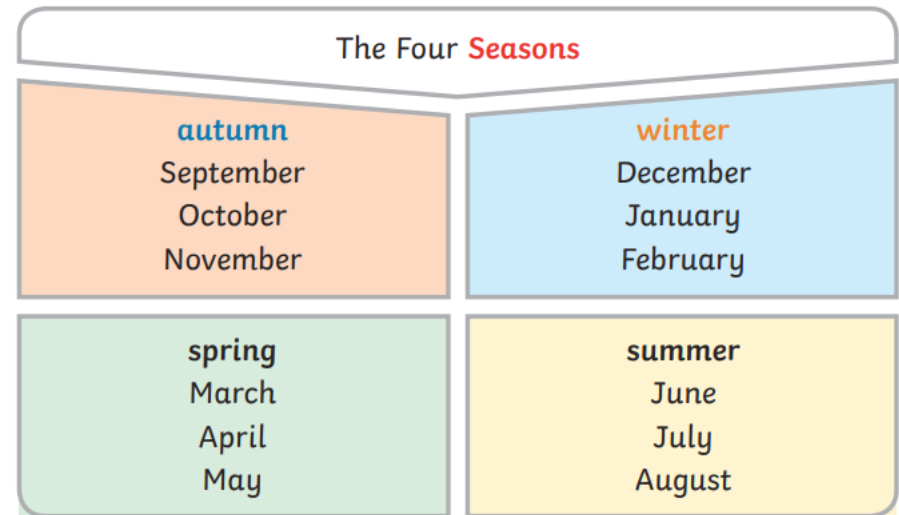 The Four Seasons
autumn
September
October
November
winter
December
January
February
spring
March
April
May
summer
June
July
August